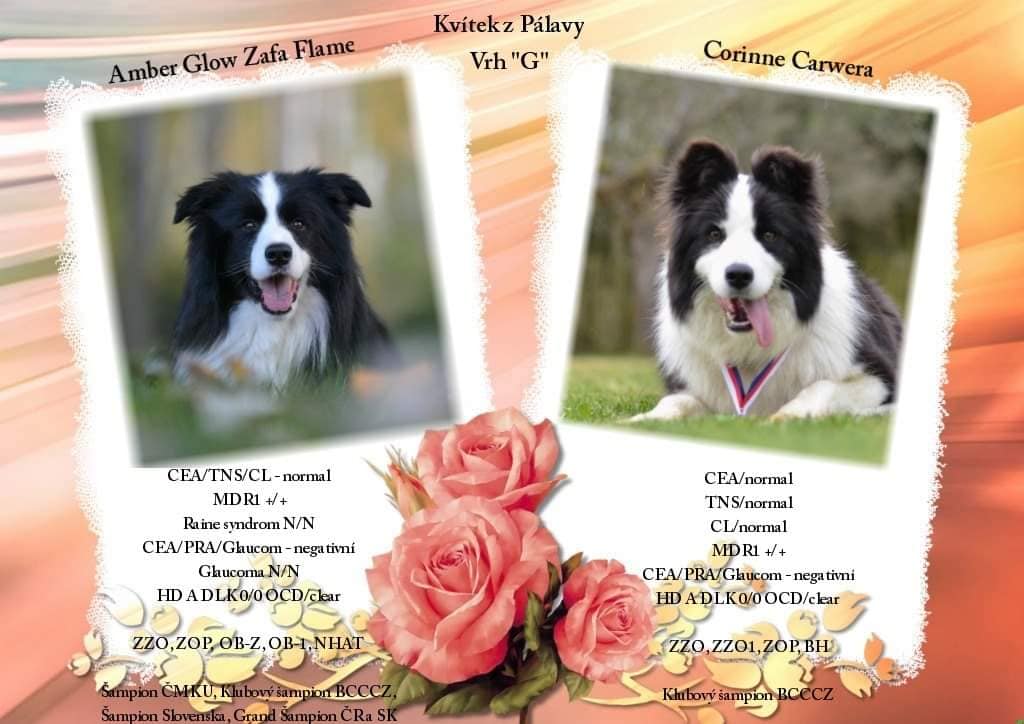 Kvítek z Pálavy
Vrh "G"
Amber Glow Zafa Flame
CEA/TNS/CL - normal
MDR1 +/+
Raine syndrom N/N
CEA/PRA/Glaucom - negativní
Glaucoma N/N
HD A DLK 0/0 OCD/clear
ZZO, ZOP, OB-Z, OB-1, NHAT
Šampion ČMKU, Klubový šampion BCCCZ,
Šampion Slovenska, Grand Šampion ČRa SK
Corinne Carwera
CEA/normal
TNS/normal
CL/normal
MDR1 +/+
CEA/PRA/Glaucom - negativní
HD A DLK 0/0 OCD/clear
ZZO, ZZO1, ZOP, BH
Klubový šampion BCCCZ